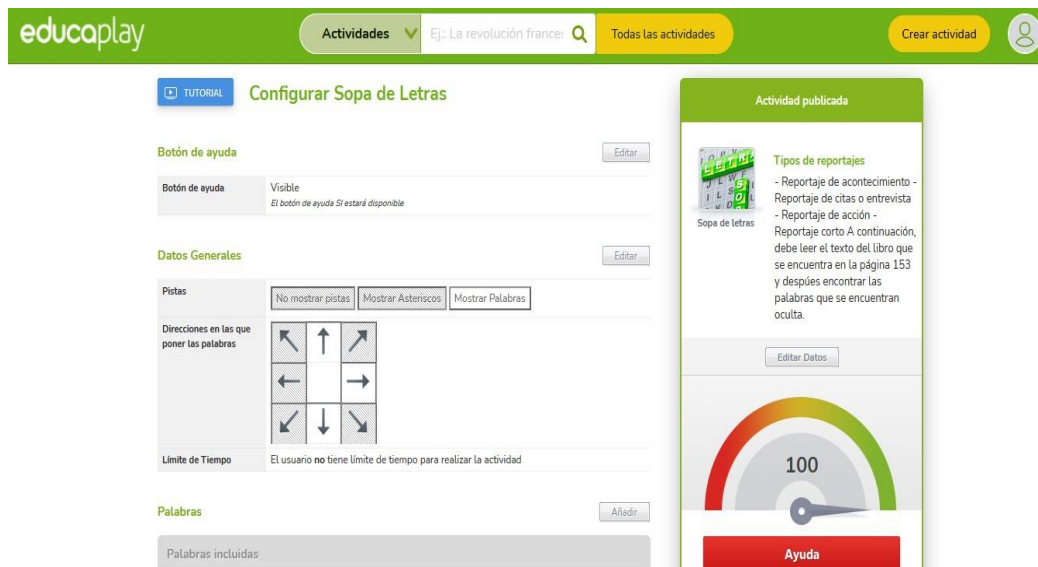 educaplay
Actividades
Ej.: La revolución frances
Todas las actividades
Crear actividad
TUTORIAL
Configurar Sopa de Letras
Botón de ayuda
Editar
Botón de ayuda
Visible
El botón de ayuda SI estará disponible
Datos Generales
Editar
Pistas
No mostrar pistas
Mostrar Asteriscos
Mostrar Palabras
Direcciones en las que
poner las palabras
Límite de Tiempo
El usuario no tiene límite de tiempo para realizar la actividad
Palabras
Añadir
Palabras incluidas
Actividad publicada
Sopa de letras
Tipos de reportajes
- Reportaje de acontecimiento -
Reportaje de citas o entrevista
- Reportaje de acción -
Reportaje corto A continuación,
debe leer el texto del libro que
se encuentra en la página 153
y despúes encontrar las
palabras que se encuentran
oculta.
Editar Datos
100
Ayuda